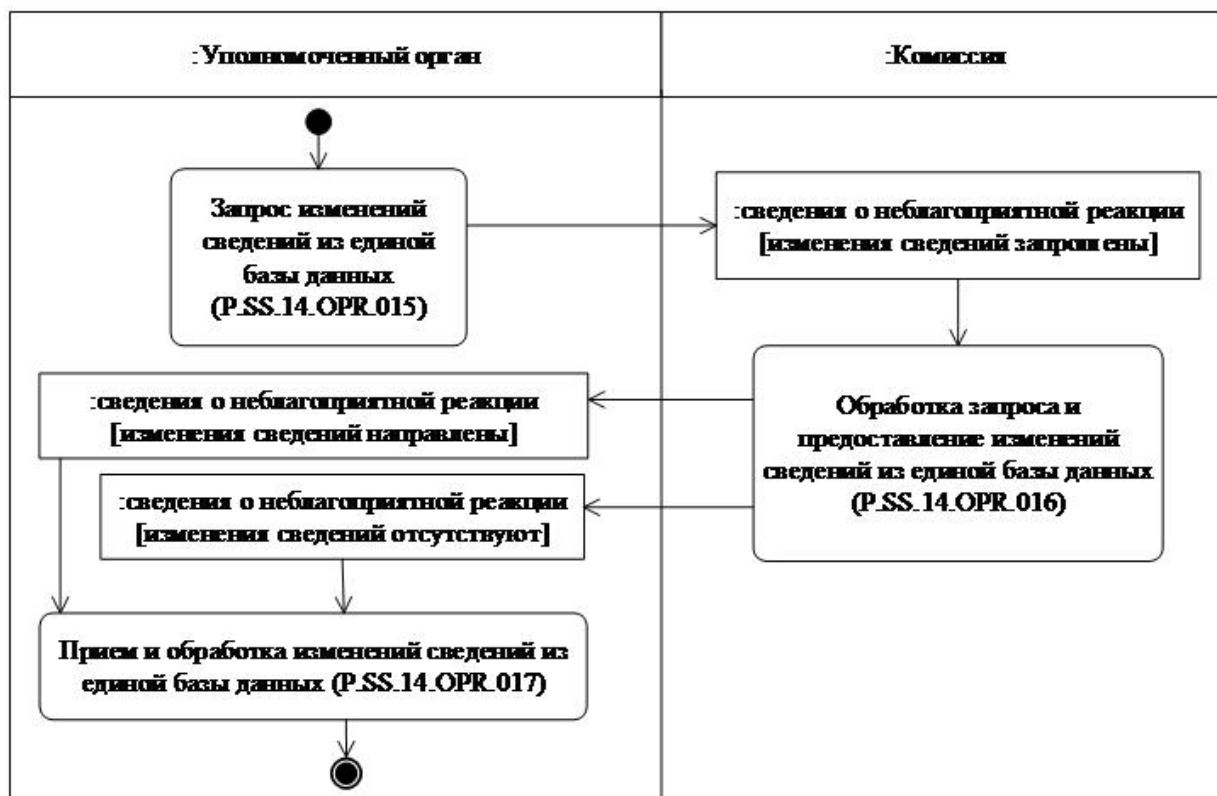 :Уполномоченный орган
:Комиссия
Запрос изменений
сведений из единой
базы данных
(P.SS.14.OPR.015)
:сведения о неблагоприятной реакции
[изменения сведений запрошены]
:сведения о неблагоприятной реакции
[изменения сведений направлены]
Обработка запроса и
предоставление изменений
сведений из единой базы данных
(P.SS.14.OPR.016)
:сведения о неблагоприятной реакции
[изменения сведений отсутствуют]
Прием и обработка изменений сведений из
единой базы данных (P.SS.14.OPR.017)